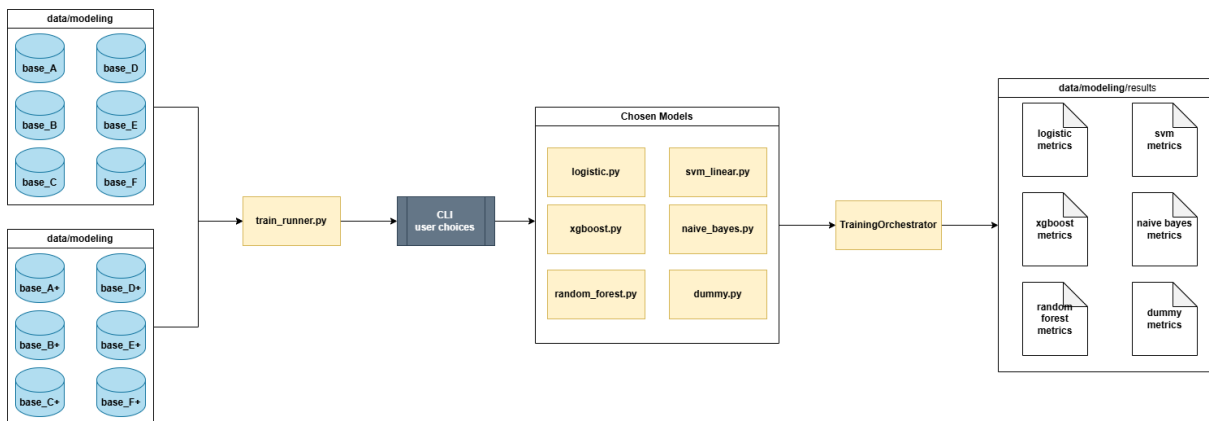 data/modeling
base_A
base_D
base_B
base_E
base_C
base_F
data/modeling
base_A+
base_D+
base_B+
base_E+
base_C+
base_F+
train_runner.py
CLI
user choices
Chosen Models
logistic.py
svm_linear.py
xgboost.py
naive_bayes.py
random_forest.py
dummy.py
TrainingOrchestrator
data/modeling/results
logistic
metrics
svm
metrics
xgboost
metrics
naive bayes
metrics
random
forest
metrics
dummy
metrics